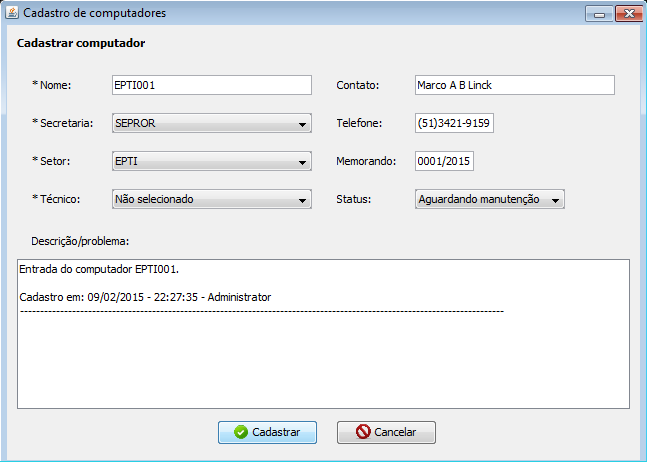 Cadastro de computadores
Cadastrar computador
* Nome: EPTI001 Contato: Marco A B Linck
* Secretaria: SEPROR Telefone: (51)3421-9159
* Setor: EPTI Memorando: 0001/2015
* Técnico: Não selecionado Status: Aguardando manutenção
Descrição/problema:
Entrada do computador EPTI001.
Cadastro em: 09/02/2015 - 22:27:35 - Administrator
-------------------------------------------------------------------------------------------------------------------------
Cadastrar Cancelar